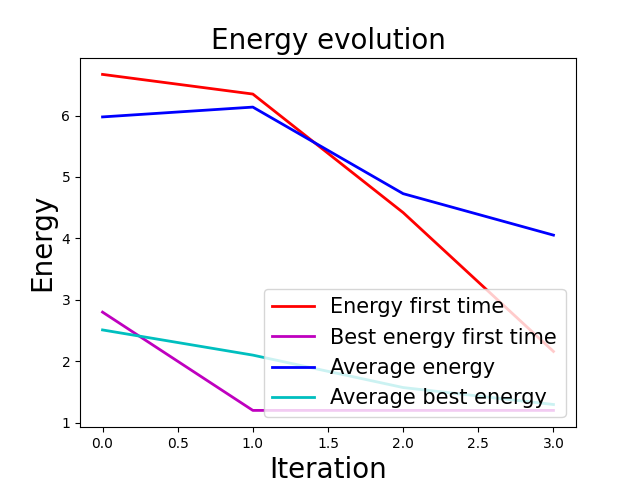 Energy evolution
Energy
6
5
4
3
2
1
Energy first time
Best energy first time
Average energy
Average best energy
0.0 0.5 1.0 1.5 2.0 2.5 3.0
Iteration